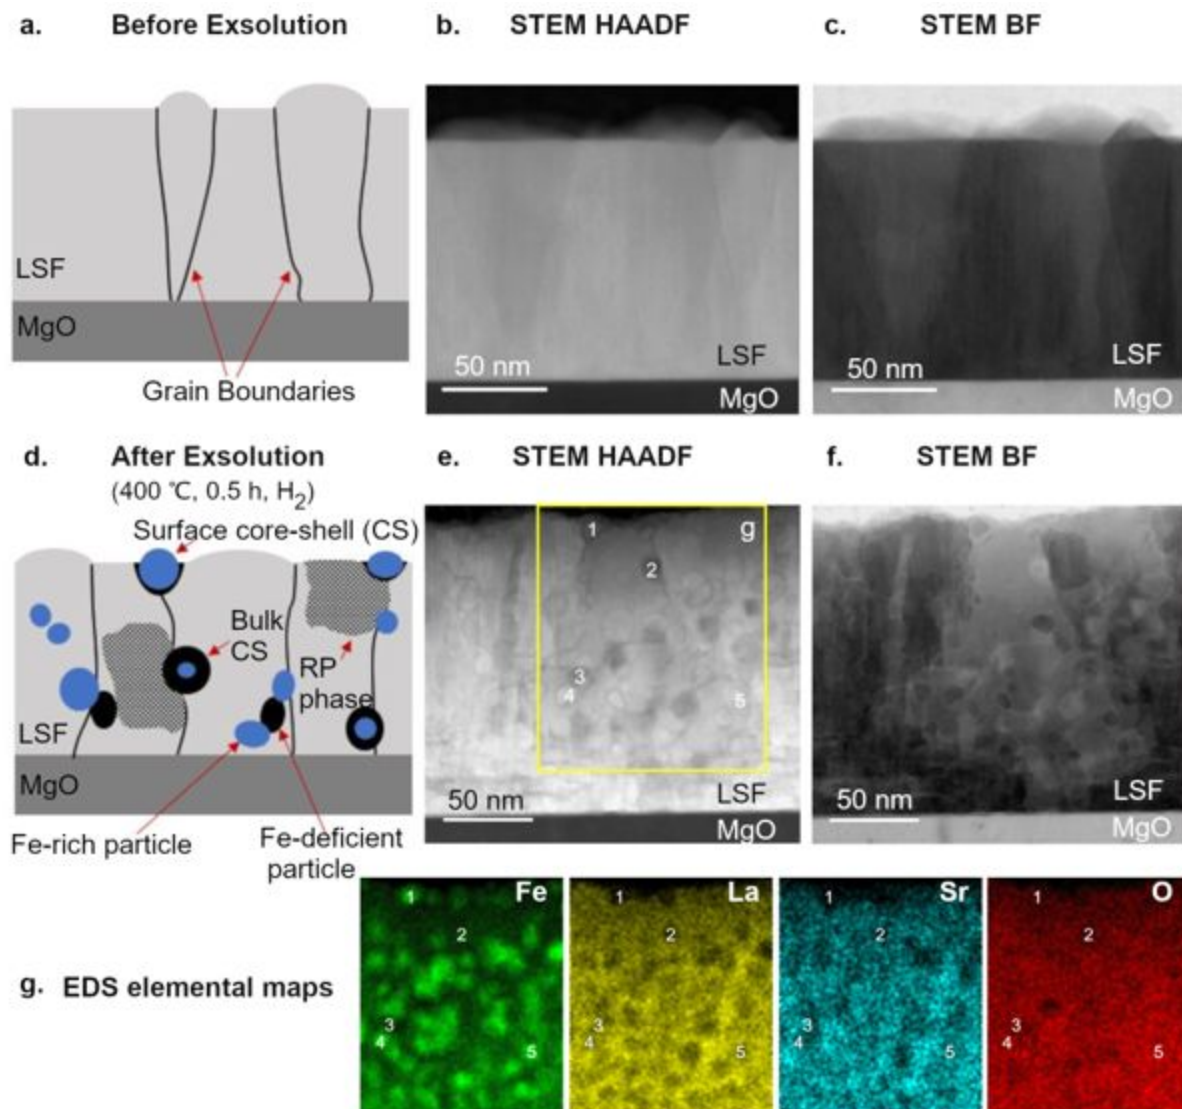 a. Before Exsolution
b. STEM HAADF
c. STEM BF
LSF
MgO
Grain Boundaries
50 nm
LSF
MgO
50 nm
LSF
MgO
d. After Exsolution
(400 ℃, 0.5 h, H₂)
Surface core-shell (CS)
Bulk
CS
RP
phase
LSF
MgO
Fe-rich particle
Fe-deficient
particle
e. STEM HAADF
1
g
2
3
4
5
50 nm
LSF
MgO
f. STEM BF
50 nm
LSF
MgO
g. EDS elemental maps
Fe
1
2
3
4
5
La
1
2
3
4
5
Sr
1
2
3
4
5
O
1
2
3
4
5